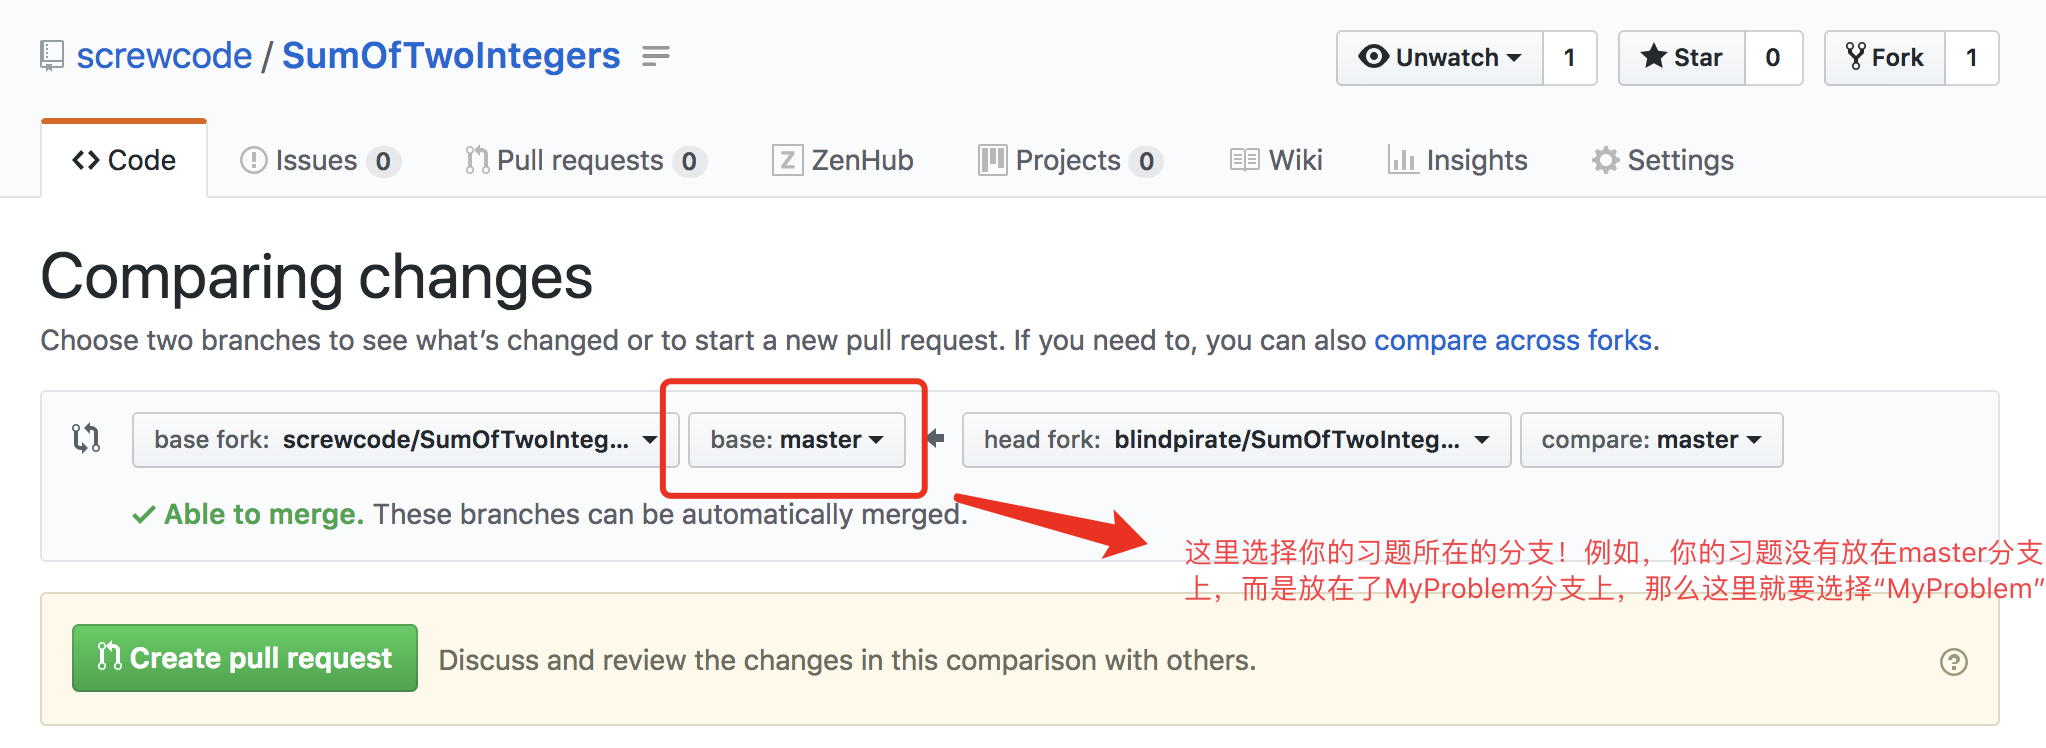 screwcode / SumOfTwoIntegers
Unwatch 1 Star 0 Fork 1
Code Issues 0 Pull requests 0 Z ZenHub Projects 0 Wiki Insights Settings
Comparing changes
Choose two branches to see what’s changed or to start a new pull request. If you need to, you can also compare across forks.
base fork: screwcode/SumOfTwoInteg... base: master head fork: blindpirate/SumOfTwoInteg... compare: master
Able to merge. These branches can be automatically merged.
这里选择你的习题所在的分支！例如，你的习题没有放在master分支
上，而是放在了MyProblem分支上，那么这里就要选择“MyProblem”
Create pull request Discuss and review the changes in this comparison with others. ?